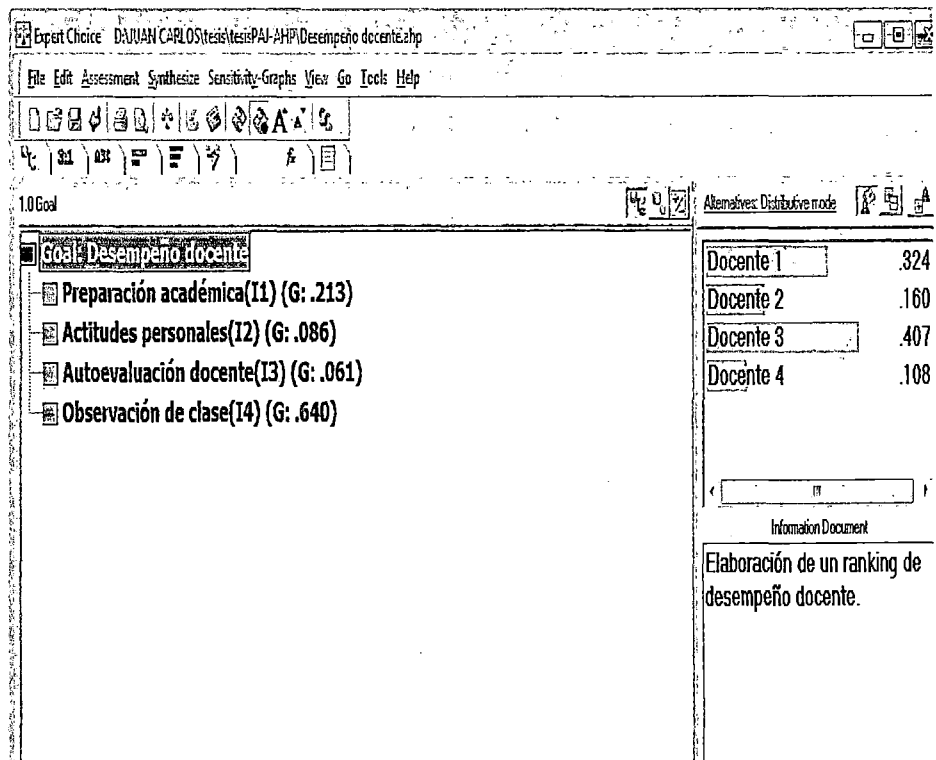 Expert Choice D:\JUAN CARLOS\tesis\tesisPAJ-AHP\Desempeño docente.ahp
File Edit Assessment Synthesize Sensitivity-Graphs View Go Tools Help
3:1 ABC
1.0 Goal
Alternatives: Distributive mode
Goal: Desempeño docente
Preparación académica(I1) (G: .213)
Actitudes personales(I2) (G: .086)
Autoevaluación docente(I3) (G: .061)
Observación de clase(I4) (G: .640)
Docente 1 .324
Docente 2 .160
Docente 3 .407
Docente 4 .108
Information Document
Elaboración de un ranking de
desempeño docente.